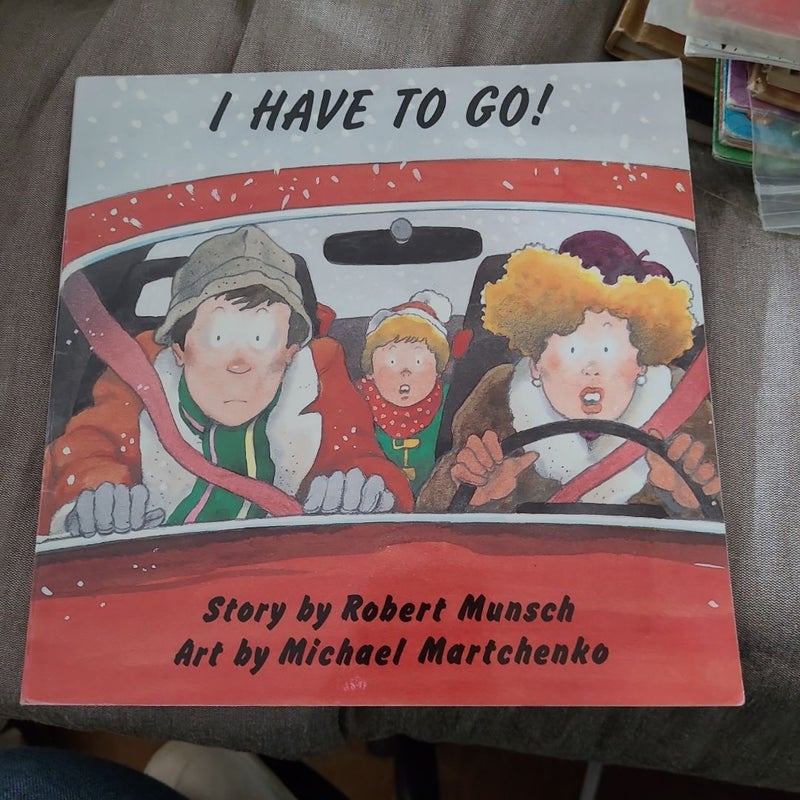 I HAVE TO GO!
Story by Robert Munsch
Art by Michael Martchenko